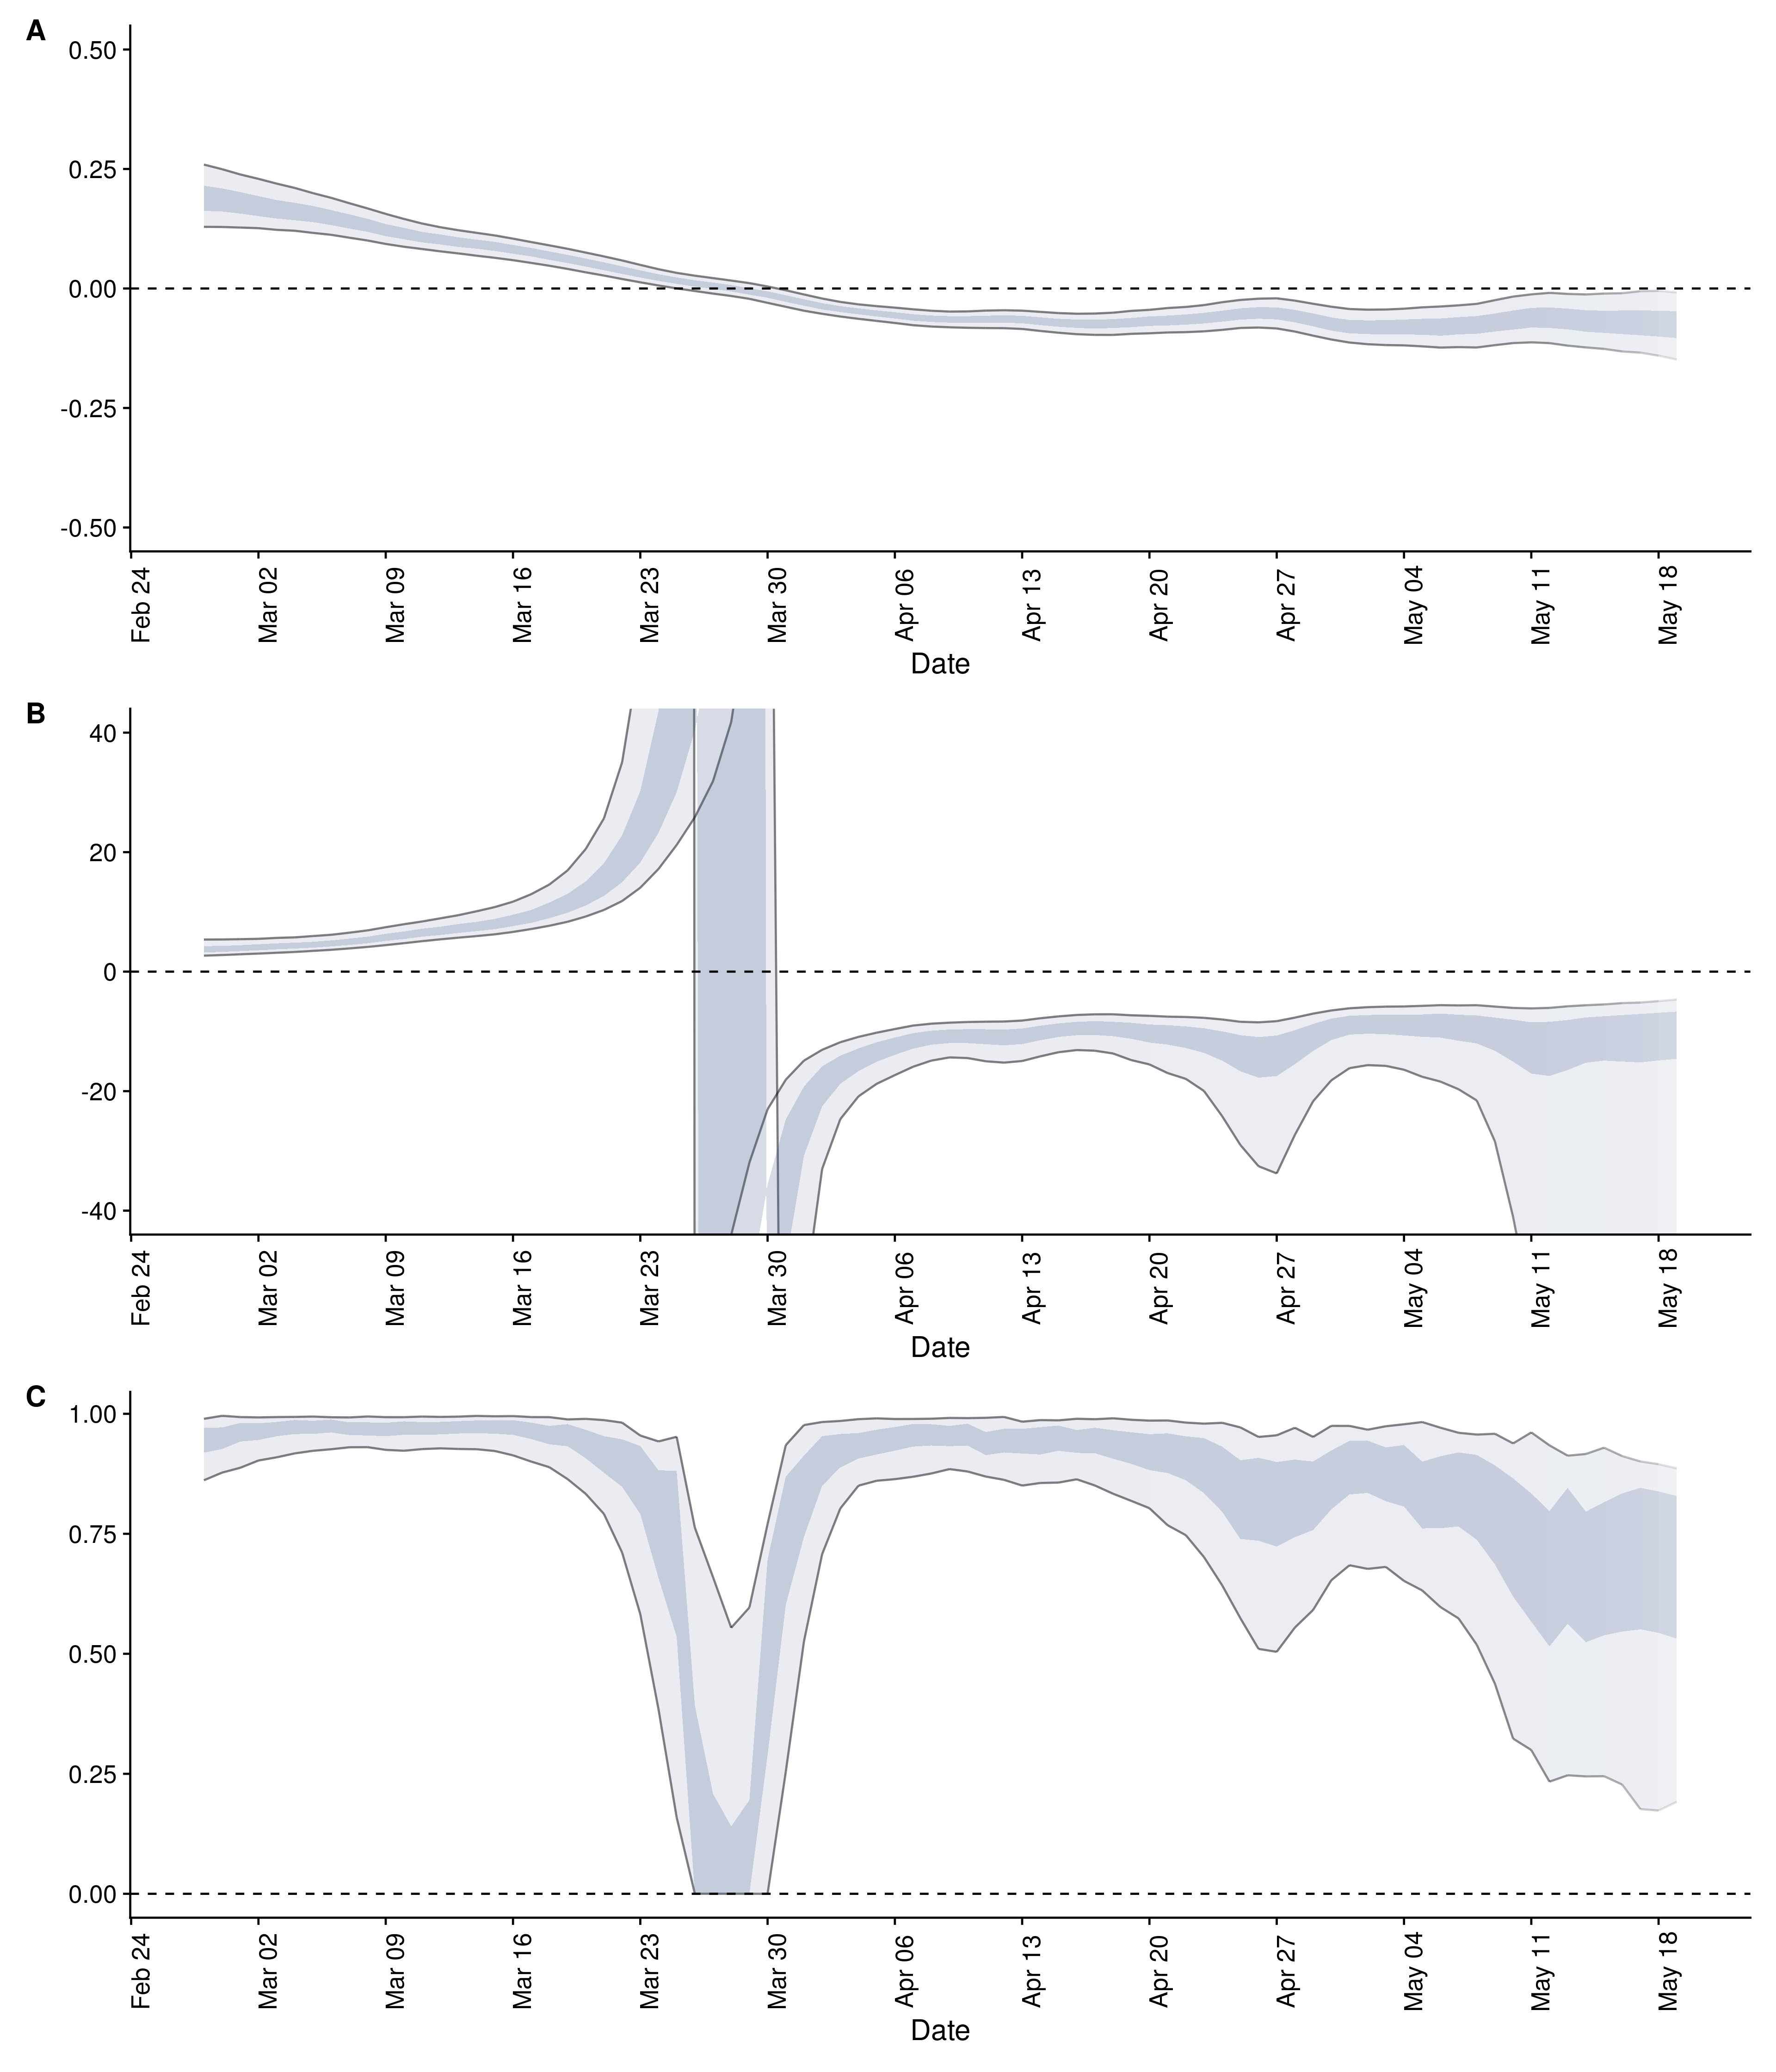 A
0.50
0.25
0.00
-0.25
-0.50
Feb 24
Mar 02
Mar 09
Mar 16
Mar 23
Mar 30
Apr 06
Apr 13
Apr 20
Apr 27
May 04
May 11
May 18
Date
B
40
20
0
-20
-40
Feb 24
Mar 02
Mar 09
Mar 16
Mar 23
Mar 30
Apr 06
Apr 13
Apr 20
Apr 27
May 04
May 11
May 18
Date
C
1.00
0.75
0.50
0.25
0.00
Feb 24
Mar 02
Mar 09
Mar 16
Mar 23
Mar 30
Apr 06
Apr 13
Apr 20
Apr 27
May 04
May 11
May 18
Date